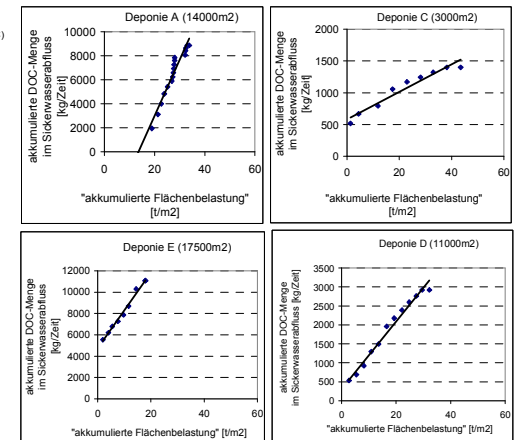 )
Deponie A (14000m2)
akkumulierte DOC-Menge
im Sickerwasserabfluss
[kg/Zeit]
10000
8000
6000
4000
2000
0
0 20 40 60
"akkumulierte Flächenbelastung"
[t/m2]
Deponie C (3000m2)
akkumulierte DOC-Menge
im Sickerwasserabfluss
[kg/Zeit]
2000
1500
1000
500
0
0 20 40 60
"akkumulierte Flächenbelastung"
[t/m2]
Deponie E (17500m2)
akkumulierte DOC-Menge
im Sickerwasserabfluss
[kg/Zeit]
12000
10000
8000
6000
4000
2000
0
0 20 40 60
"akkumulierte Flächenbelastung" [t/m2]
Deponie D (11000m2)
akkumulierte DOC-Menge
im Sickerwasserabfluss [kg/Zeit]
3500
3000
2500
2000
1500
1000
500
0
0 20 40 60
"akkumulierte Flächenbelastung" [t/m2]